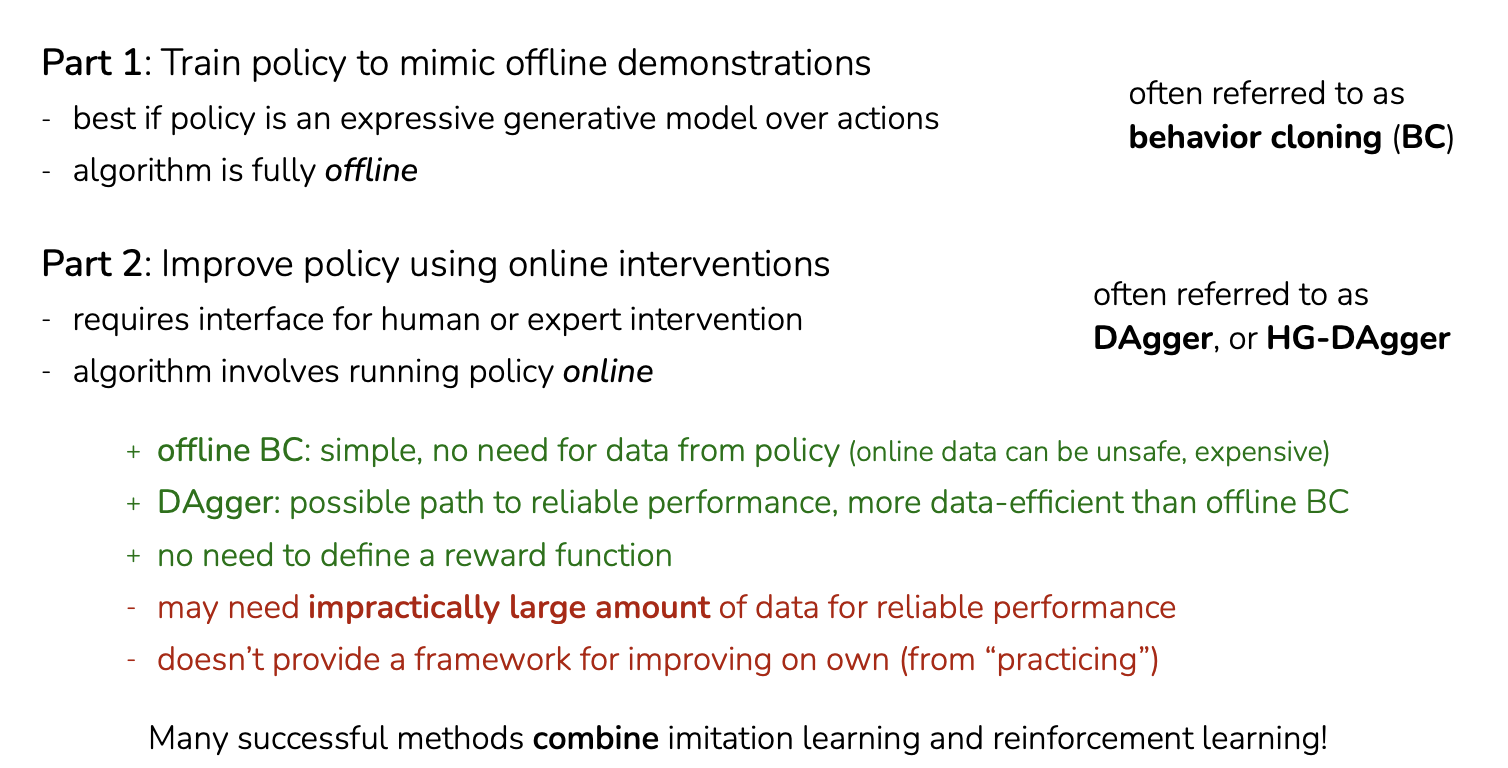 Part 1: Train policy to mimic offline demonstrations
- best if policy is an expressive generative model over actions
- algorithm is fully offline
often referred to as
behavior cloning (BC)
Part 2: Improve policy using online interventions
- requires interface for human or expert intervention
- algorithm involves running policy online
often referred to as
DAgger, or HG-DAgger
+ offline BC: simple, no need for data from policy (online data can be unsafe, expensive)
+ DAgger: possible path to reliable performance, more data-efficient than offline BC
+ no need to define a reward function
- may need impractically large amount of data for reliable performance
- doesn’t provide a framework for improving on own (from “practicing”)
Many successful methods combine imitation learning and reinforcement learning!